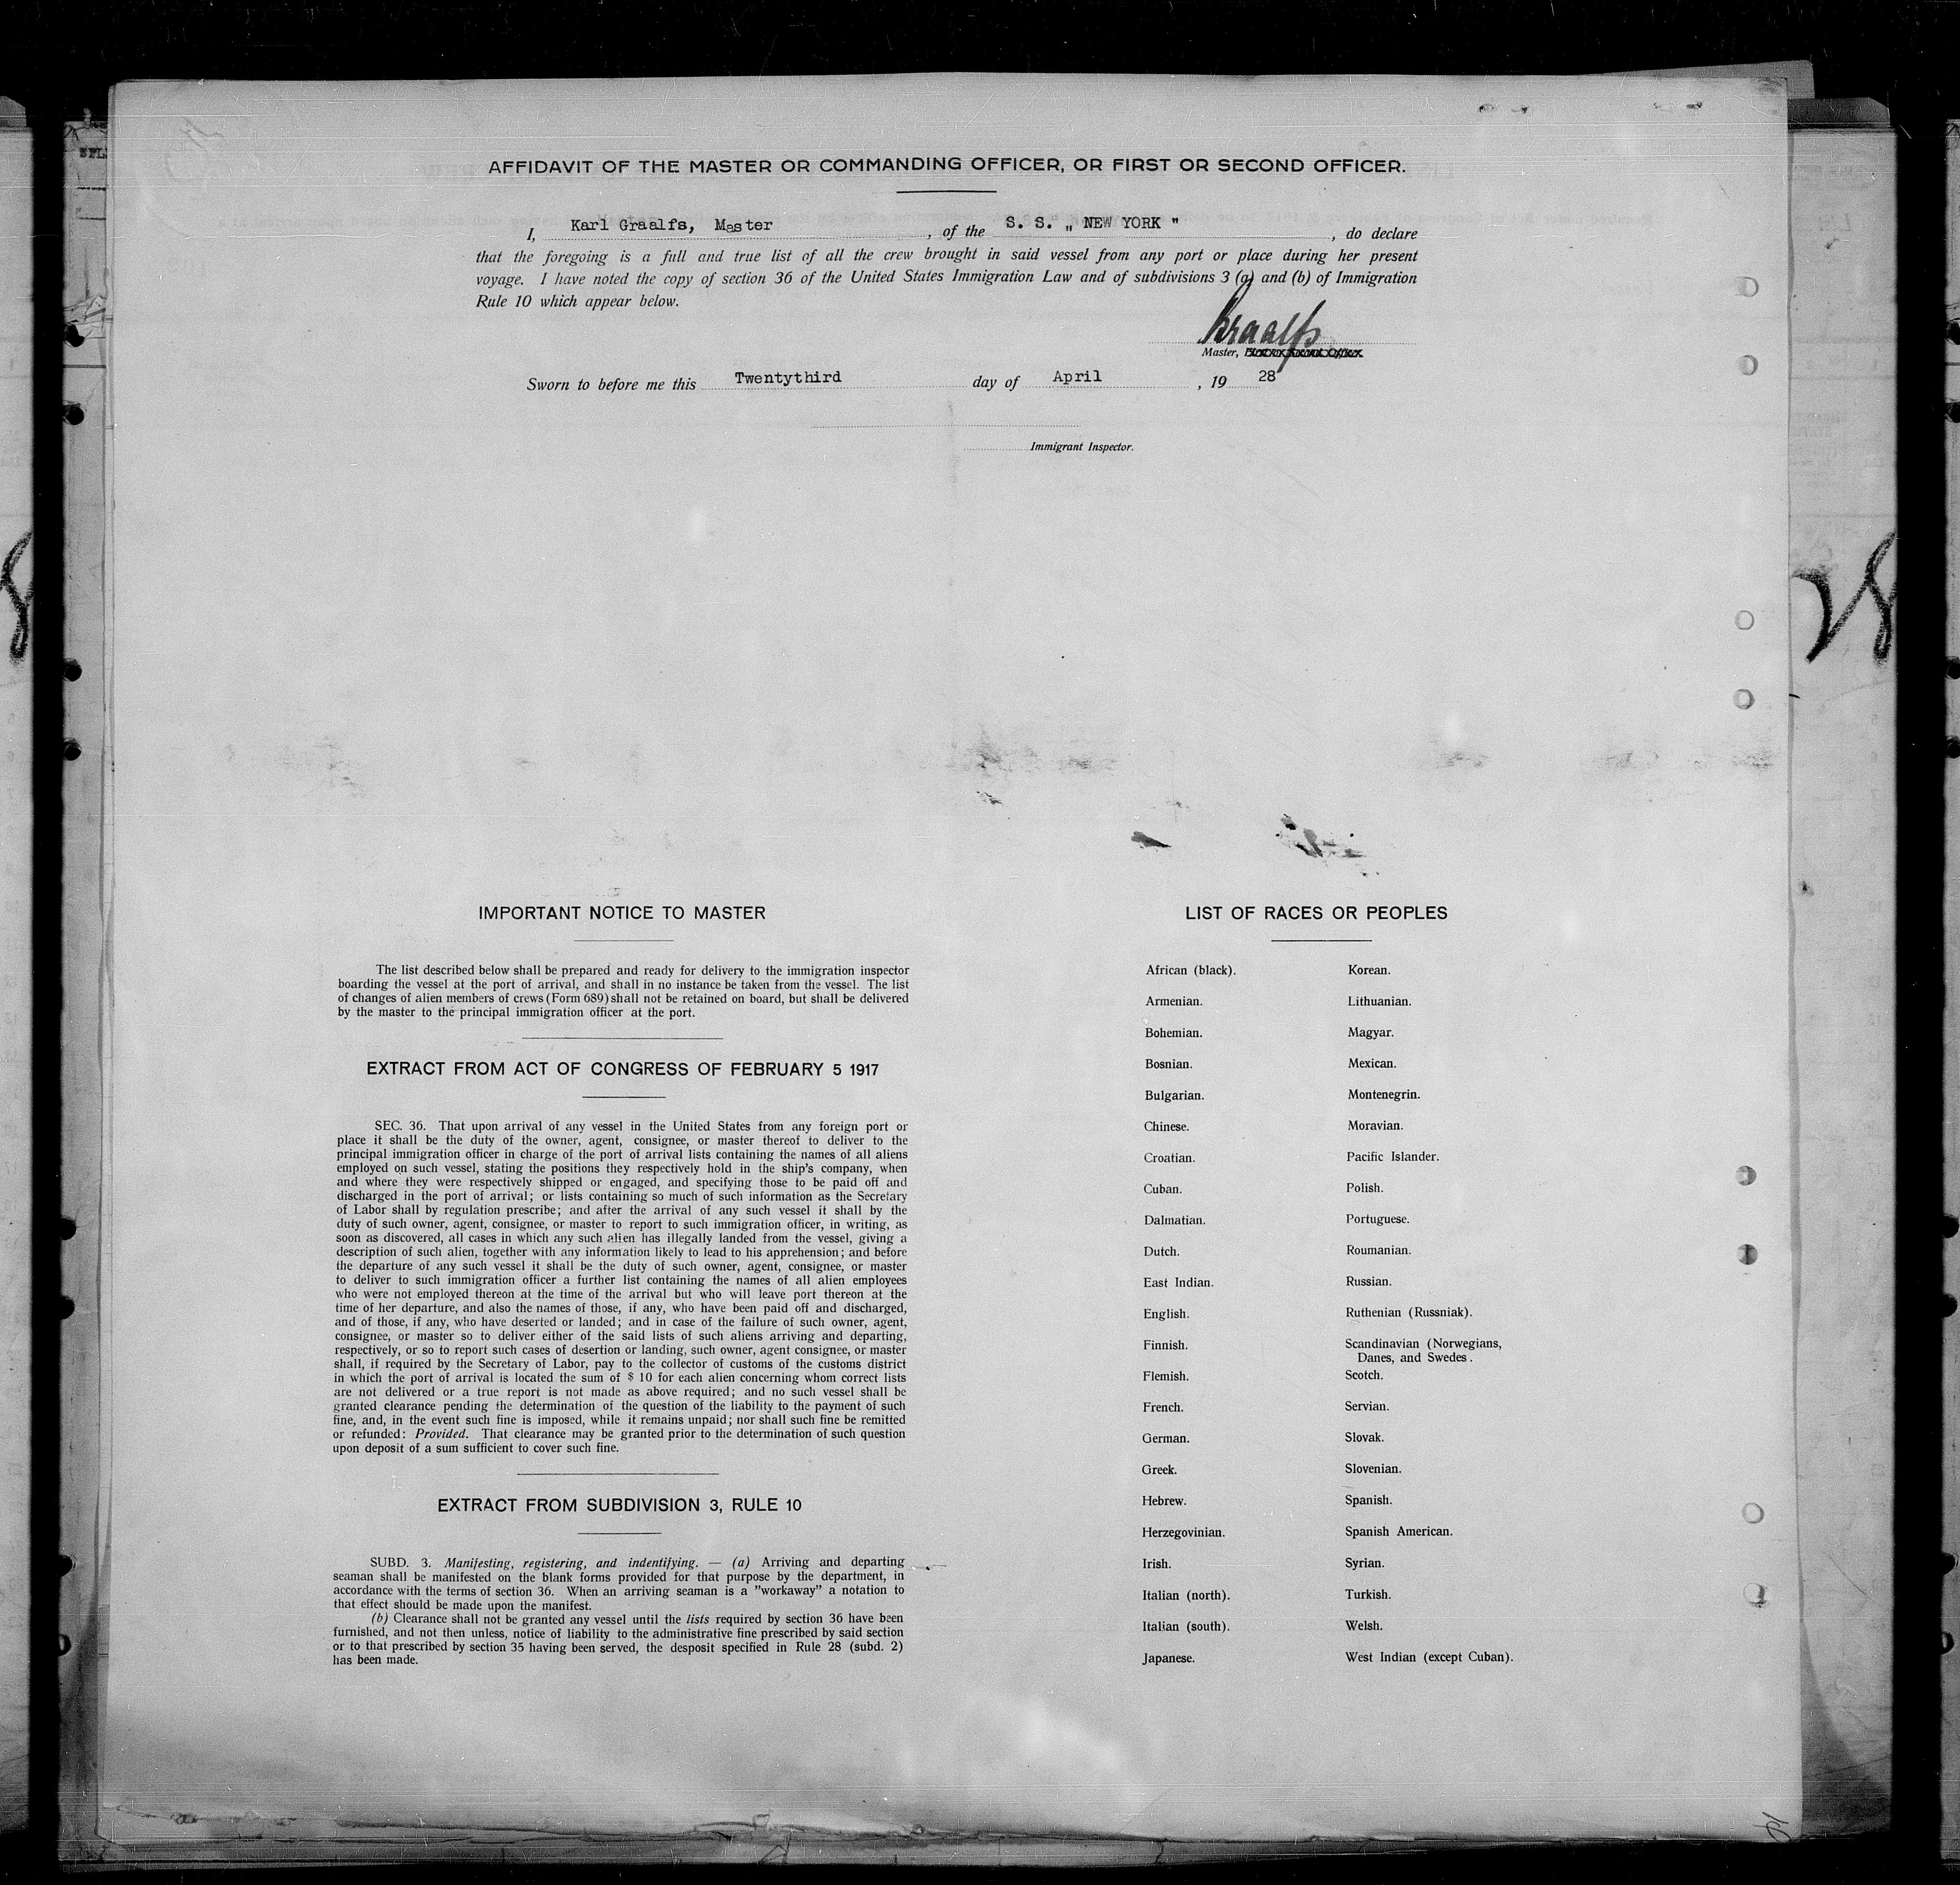 AFFIDAVIT OF THE MASTER OR COMMANDING OFFICER, OR FIRST OR SECOND OFFICER.
I, Karl Graalfs, Master, of the S. S. „ NEW YORK ", do declare
that the foregoing is a full and true list of all the crew brought in said vessel from any port or place during her present
voyage. I have noted the copy of section 36 of the United States Immigration Law and of subdivisions 3 (a) and (b) of Immigration
Rule 10 which appear below.
Graalfs
Master,
Sworn to before me this Twentythird day of April, 19 28
Immigrant Inspector.
IMPORTANT NOTICE TO MASTER
The list described below shall be prepared and ready for delivery to the immigration inspector
boarding the vessel at the port of arrival, and shall in no instance be taken from the vessel. The list
of changes of alien members of crews (Form 689) shall not be retained on board, but shall be delivered
by the master to the principal immigration officer at the port.
EXTRACT FROM ACT OF CONGRESS OF FEBRUARY 5 1917
SEC. 36. That upon arrival of any vessel in the United States from any foreign port or
place it shall be the duty of the owner, agent, consignee, or master thereof to deliver to the
principal immigration officer in charge of the port of arrival lists containing the names of all aliens
employed on such vessel, stating the positions they respectively hold in the ship's company, when
and where they were respectively shipped or engaged, and specifying those to be paid off and
discharged in the port of arrival; or lists containing so much of such information as the Secretary
of Labor shall by regulation prescribe; and after the arrival of any such vessel it shall by the
duty of such owner, agent, consignee, or master to report to such immigration officer, in writing, as
soon as discovered, all cases in which any such alien has illegally landed from the vessel, giving a
description of such alien, together with any information likely to lead to his apprehension; and before
the departure of any such vessel it shall be the duty of such owner, agent, consignee, or master
to deliver to such immigration officer a further list containing the names of all alien employees
who were not employed thereon at the time of the arrival but who will leave port thereon at the
time of her departure, and also the names of those, if any, who have been paid off and discharged,
and of those, if any, who have deserted or landed; and in case of the failure of such owner, agent,
consignee, or master so to deliver either of the said lists of such aliens arriving and departing,
respectively, or so to report such cases of desertion or landing, such owner, agent consignee, or master
shall, if required by the Secretary of Labor, pay to the collector of customs of the customs district
in which the port of arrival is located the sum of $ 10 for each alien concerning whom correct lists
are not delivered or a true report is not made as above required; and no such vessel shall be
granted clearance pending the determination of the question of the liability to the payment of such
fine, and, in the event such fine is imposed, while it remains unpaid; nor shall such fine be remitted
or refunded: Provided. That clearance may be granted prior to the determination of such question
upon deposit of a sum sufficient to cover such fine.
EXTRACT FROM SUBDIVISION 3, RULE 10
SUBD. 3. Manifesting, registering, and indentifying. — (a) Arriving and departing
seaman shall be manifested on the blank forms provided for that purpose by the department, in
accordance with the terms of section 36. When an arriving seaman is a "workaway" a notation to
that effect should be made upon the manifest.
(b) Clearance shall not be granted any vessel until the lists required by section 36 have been
furnished, and not then unless, notice of liability to the administrative fine prescribed by said section
or to that prescribed by section 35 having been served, the desposit specified in Rule 28 (subd. 2)
has been made.
LIST OF RACES OR PEOPLES
African (black).
Armenian.
Bohemian.
Bosnian.
Bulgarian.
Chinese.
Croatian.
Cuban.
Dalmatian.
Dutch.
East Indian.
English.
Finnish.
Flemish.
French.
German.
Greek.
Hebrew.
Herzegovinian.
Irish.
Italian (north).
Italian (south).
Japanese.
Korean.
Lithuanian.
Magyar.
Mexican.
Montenegrin.
Moravian.
Pacific Islander.
Polish.
Portuguese.
Roumanian.
Russian.
Ruthenian (Russniak).
Scandinavian (Norwegians,
Danes, and Swedes.
Scotch.
Servian.
Slovak.
Slovenian.
Spanish.
Spanish American.
Syrian.
Turkish.
Welsh.
West Indian (except Cuban).